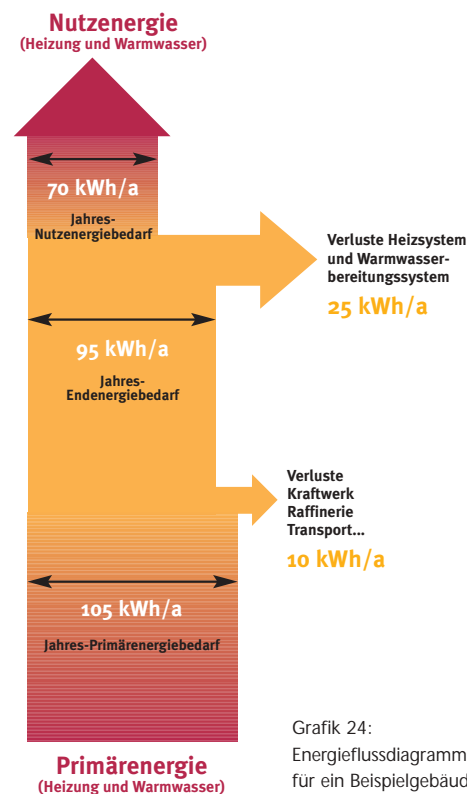 Nutzenergie
(Heizung und Warmwasser)
70 kWh/a
Jahres-
Nutzenergiebedarf
Verluste Heizsystem
und Warmwasser-
bereitungssystem
25 kWh/a
95 kWh/a
Jahres-
Endenergiebedarf
Verluste
Kraftwerk
Raffinerie
Transport...
10 kWh/a
105 kWh/a
Jahres-Primärenergiebedarf
Grafik 24:
Energieflussdiagramm
für ein Beispielgebäud
Primärenergie
(Heizung und Warmwasser)